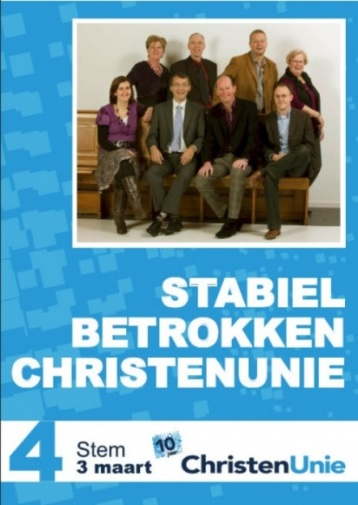 STABIEL
BETROKKEN
CHRISTENUNIE
4
Stem
3 maart
10
ChristenUnie